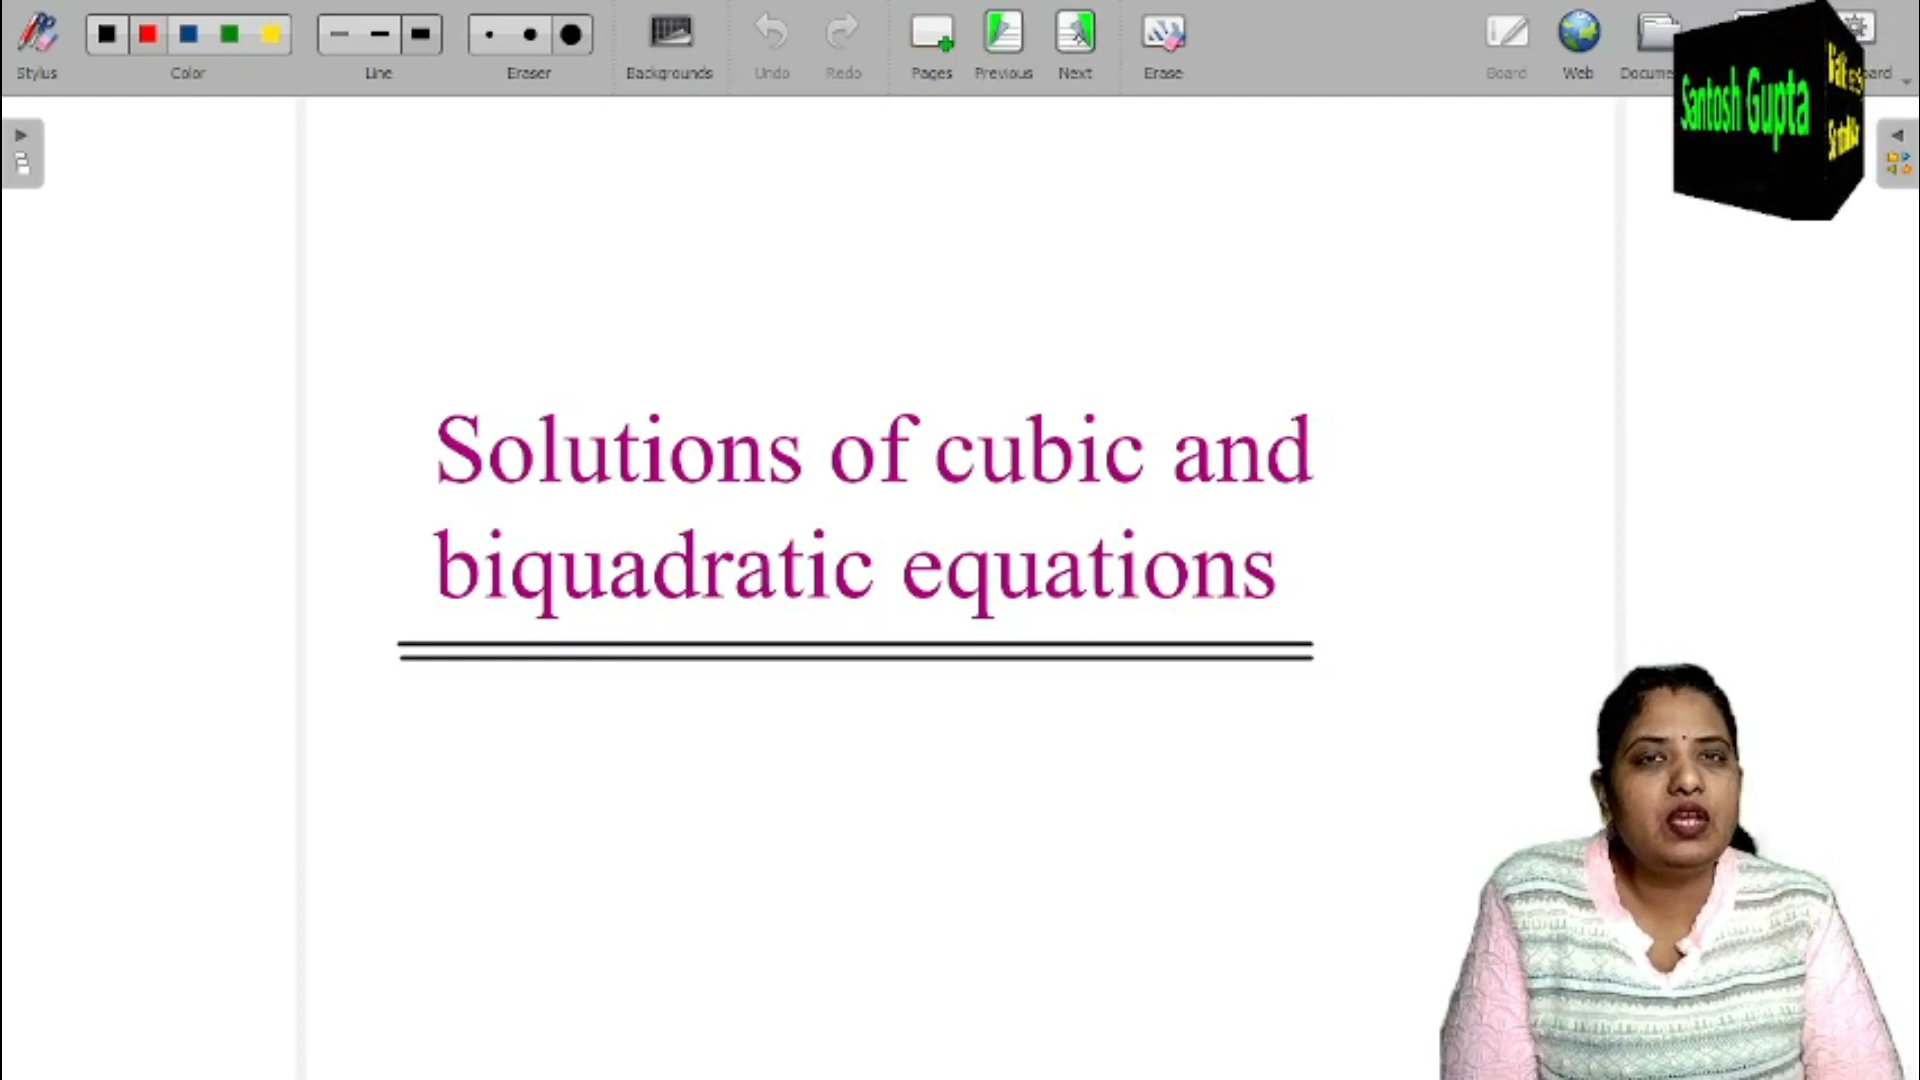 Stylus
Color
Line
Eraser
Backgrounds
Undo
Redo
Pages
Previous
Next
Erase
Board
Web
Santosh Gupta
Solutions of cubic and
biquadratic equations